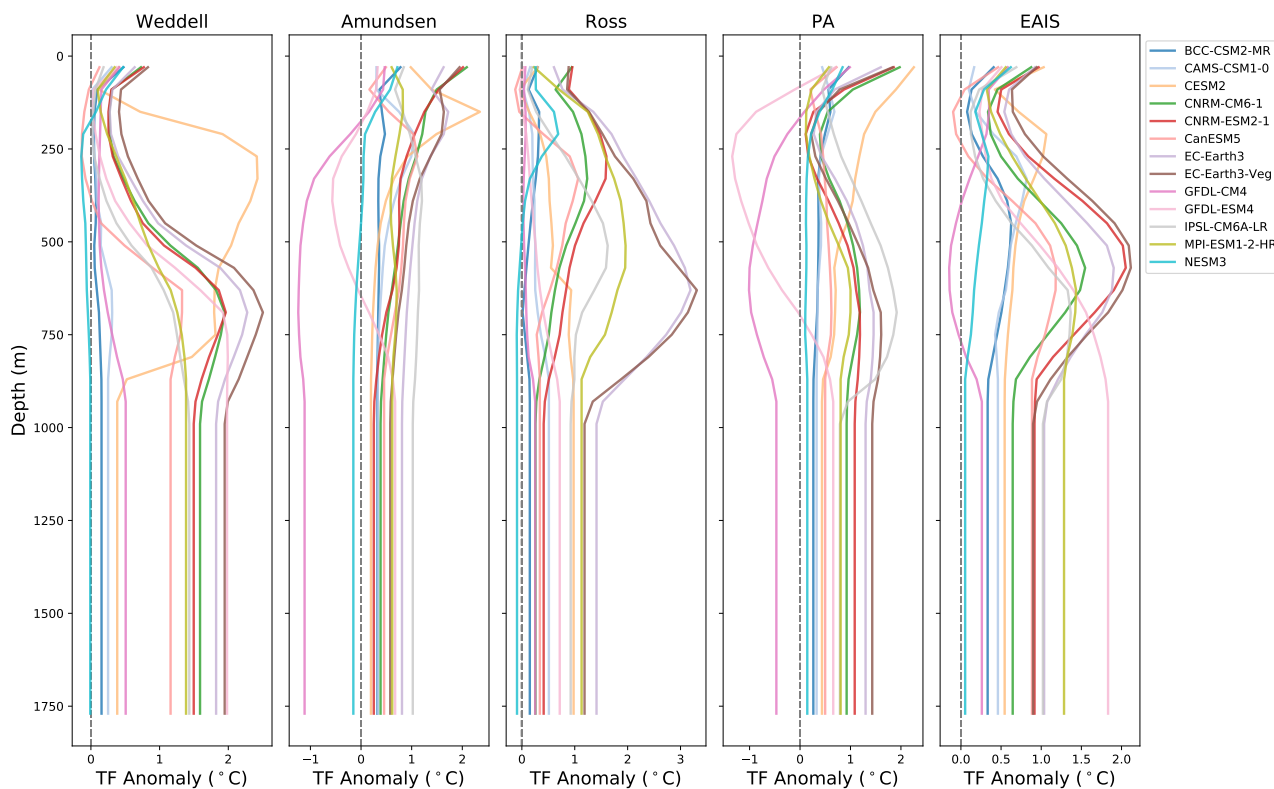 Weddell Amundsen Ross PA EAIS
0
250
500
750
1000
1250
1500
1750
Depth (m)
0 1 2
−1 0 1 2
0 1 2 3
−1 0 1 2
0.0 0.5 1.0 1.5 2.0
TF Anomaly (°C) TF Anomaly (°C) TF Anomaly (°C) TF Anomaly (°C) TF Anomaly (°C)
BCC-CSM2-MR
CAMS-CSM1-0
CESM2
CNRM-CM6-1
CNRM-ESM2-1
CanESM5
EC-Earth3
EC-Earth3-Veg
GFDL-CM4
GFDL-ESM4
IPSL-CM6A-LR
MPI-ESM1-2-HR
NESM3